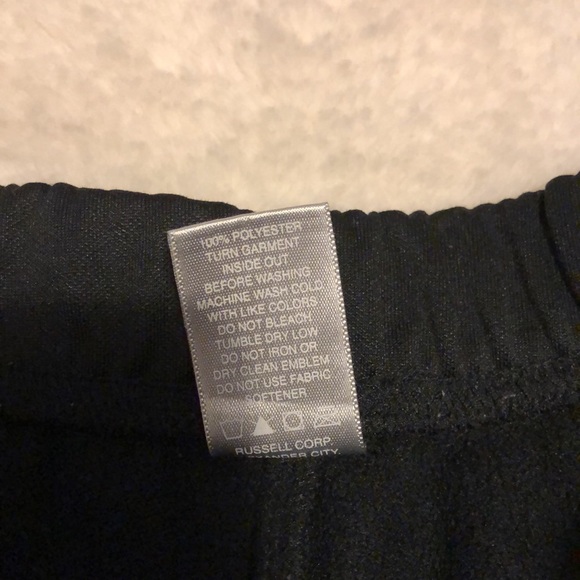 100% POLYESTER
TURN GARMENT
INSIDE OUT
BEFORE WASHING
MACHINE WASH COLD
WITH LIKE COLORS
DO NOT BLEACH
TUMBLE DRY LOW
DO NOT IRON OR
DRY CLEAN EMBLEM
DO NOT USE FABRIC
SOFTENER
RUSSELL CORP.
CITY,